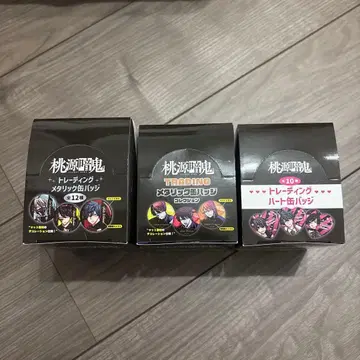 桃源暗鬼
トレーディング
メタリック缶バッジ
全12種
桃源暗鬼
TRADING
メタリック缶バッジ
コレクション
桃源暗鬼
全10種
トレーディング
ハート缶バッジ